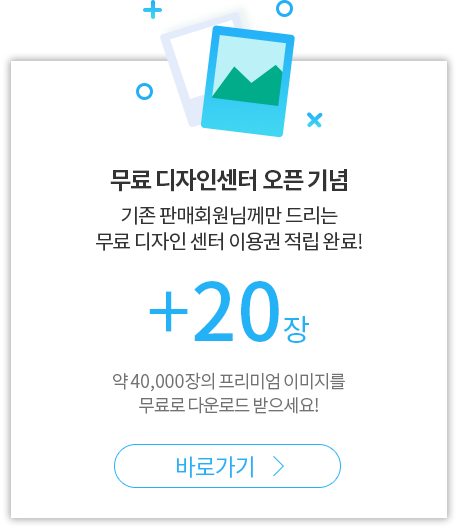 무료 디자인센터 오픈 기념
기존 판매회원님께만 드리는
무료 디자인 센터 이용권 적립 완료!
+20장
약 40,000장의 프리미엄 이미지를
무료로 다운로드 받으세요!
바로가기